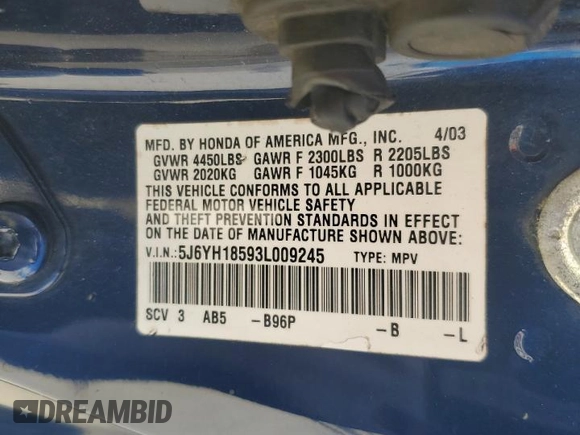 MFD. BY HONDA OF AMERICA MFG., INC. 4/03
GVWR 4450LBS GAWR F 2300LBS R 2205LBS
GVWR 2020KG GAWR F 1045KG R 1000KG
THIS VEHICLE CONFORMS TO ALL APPLICABLE
FEDERAL MOTOR VEHICLE SAFETY
AND THEFT PREVENTION STANDARDS IN EFFECT
ON THE DATE OF MANUFACTURE SHOWN ABOVE:
V.I.N.: 5J6YH18593L009245 TYPE: MPV
SCV 3 AB5 -B96P -B -L
DREAMBID